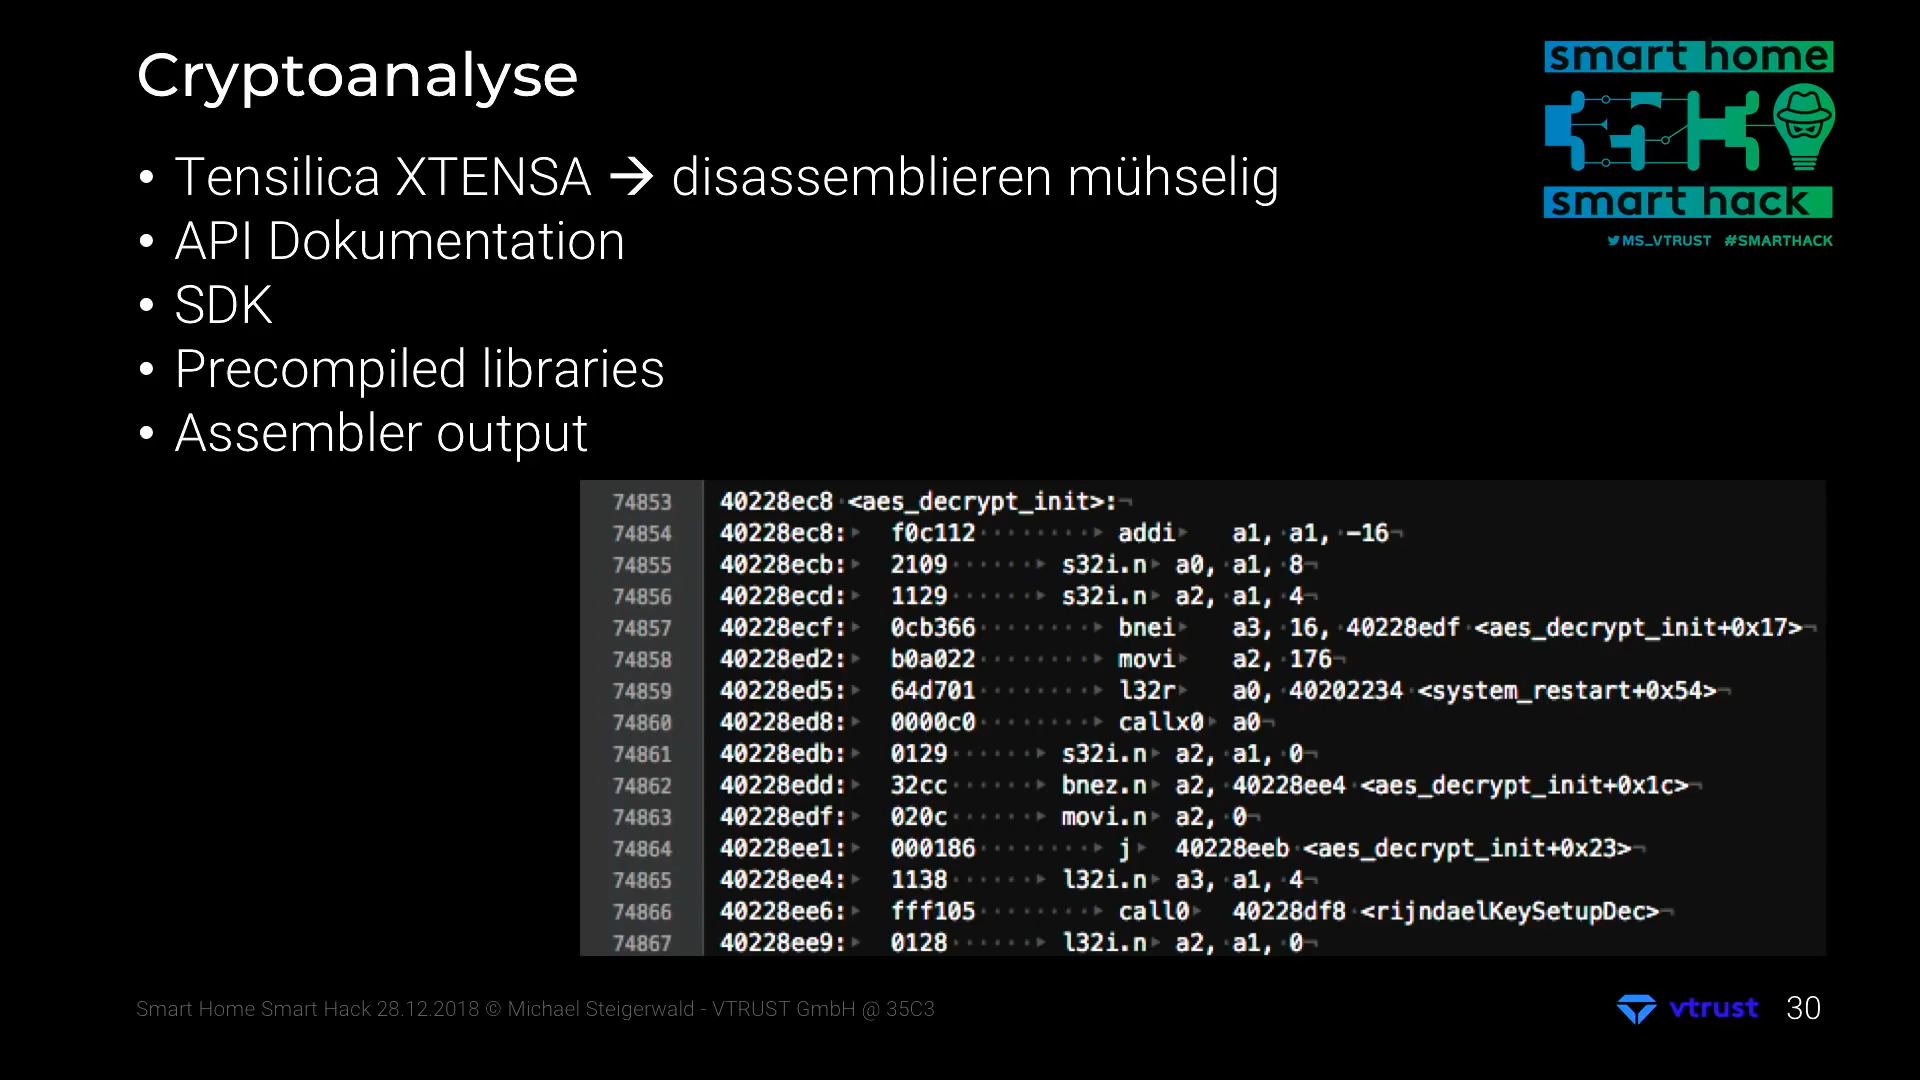 Cryptoanalyse
smart home
smart hack
MS_VTRUST #SMARTHACK
• Tensilica XTENSA → disassemblieren mühselig
• API Dokumentation
• SDK
• Precompiled libraries
• Assembler output
74853 40228ec8 <aes_decrypt_init>:
74854 40228ec8: f0c112 addi a1, a1, -16
74855 40228ecb: 2109 s32i.n a0, a1, 8
74856 40228ecd: 1129 s32i.n a2, a1, 4
74857 40228ecf: 0cb366 bnei a3, 16, 40228edf <aes_decrypt_init+0x17>
74858 40228ed2: b0a022 movi a2, 176
74859 40228ed5: 64d701 l32r a0, 40202234 <system_restart+0x54>
74860 40228ed8: 0000c0 callx0 a0
74861 40228edb: 0129 s32i.n a2, a1, 0
74862 40228edd: 32cc bnez.n a2, 40228ee4 <aes_decrypt_init+0x1c>
74863 40228edf: 020c movi.n a2, 0
74864 40228ee1: 000186 j 40228eeb <aes_decrypt_init+0x23>
74865 40228ee4: 1138 l32i.n a3, a1, 4
74866 40228ee6: fff105 call0 40228df8 <rijndaelKeySetupDec>
74867 40228ee9: 0128 l32i.n a2, a1, 0
Smart Home Smart Hack 28.12.2018 © Michael Steigerwald - VTRUST GmbH @ 35C3
vtrust 30